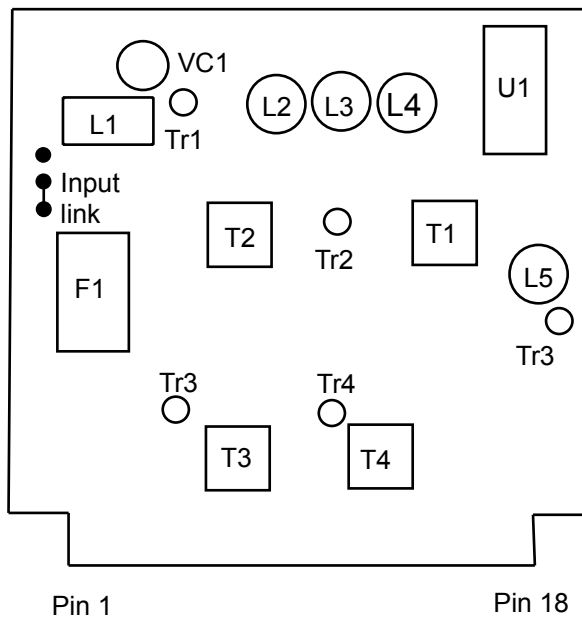 VC1
L1
Tr1
L2
L3
L4
U1
Input
link
T2
Tr2
T1
F1
L5
Tr3
Tr3
Tr4
T3
T4
Pin 1
Pin 18